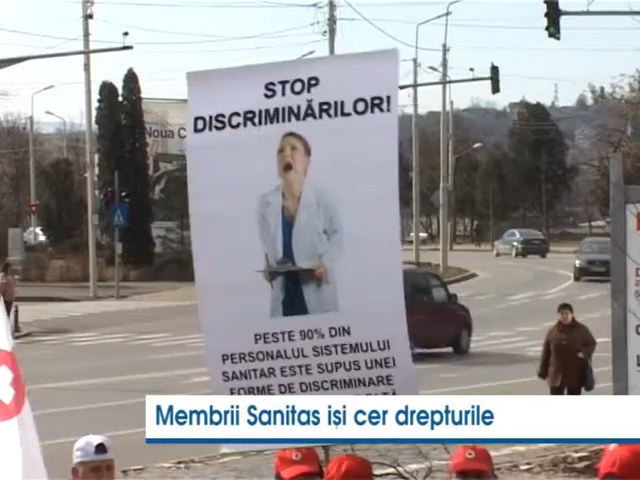 STOP
DISCRIMINĂRILOR!
Noua C
PESTE 90% DIN
PERSONALUL SISTEMULUI
SANITAR ESTE SUPUS UNEI
FORME DE DISCRIMINARE
Membrii Sanitas iși cer drepturile